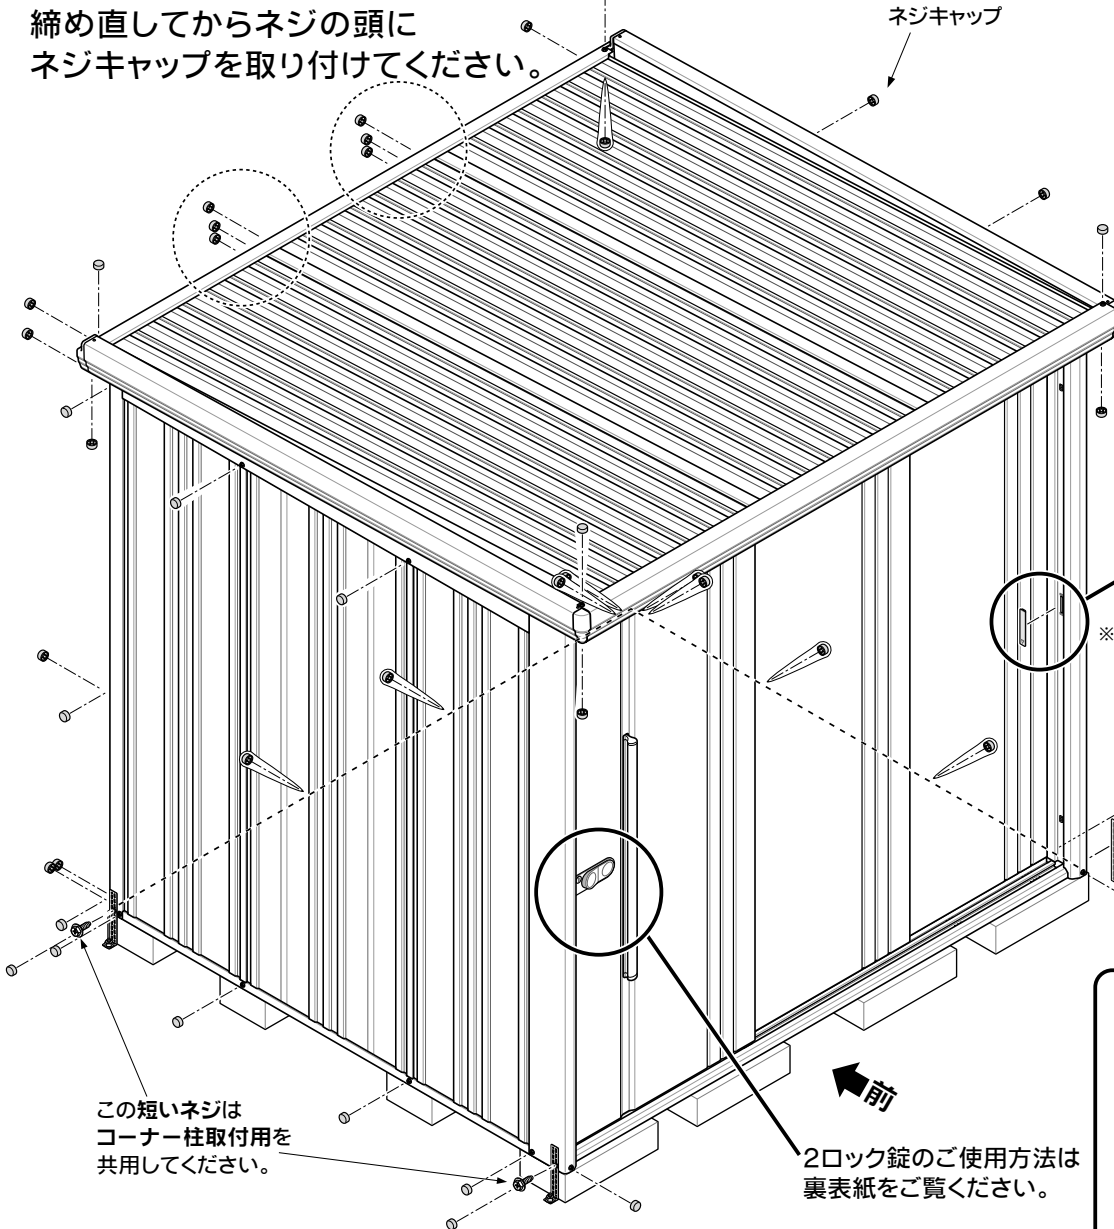 締め直してからネジの頭に
ネジキャップを取り付けてください。
ネジキャップ
※
この短いネジは
コーナー柱取付用を
共用してください。
前
2ロック錠のご使用方法は
裏表紙をご覧ください。